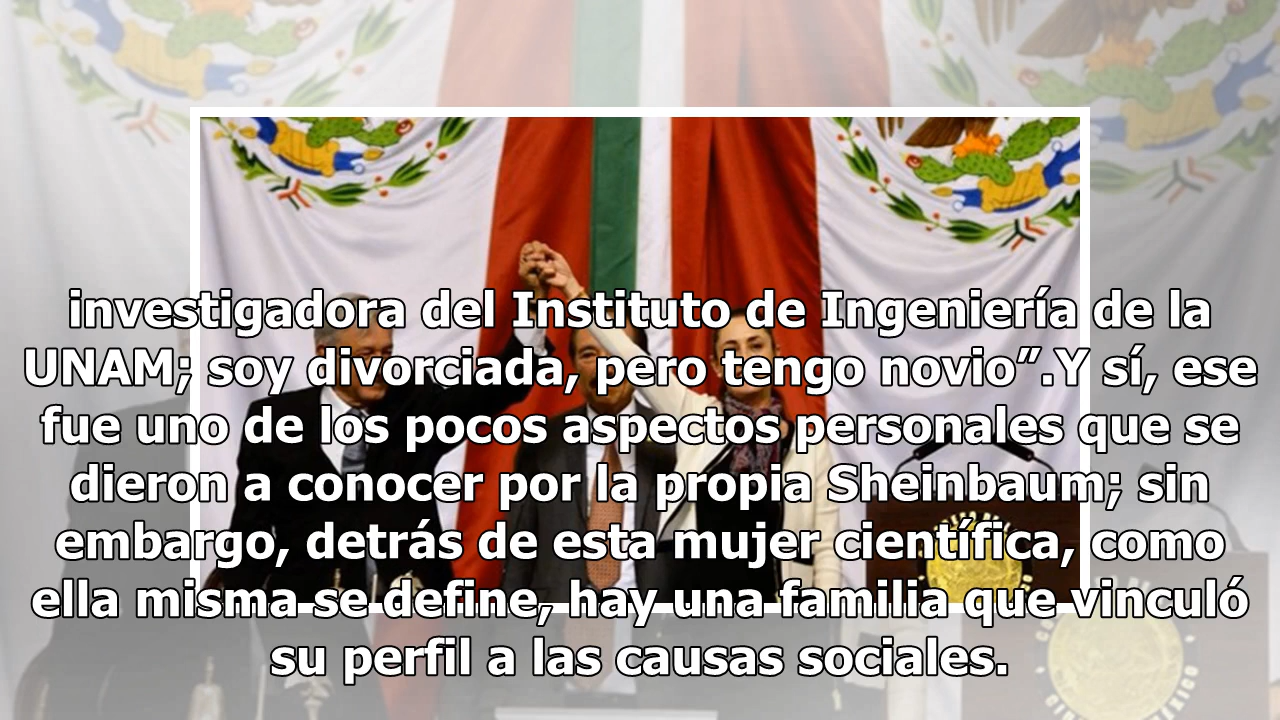 investigadora del Instituto de Ingeniería de la
UNAM; soy divorciada, pero tengo novio”.Y sí, ese
fue uno de los pocos aspectos personales que se
dieron a conocer por la propia Sheinbaum; sin
embargo, detrás de esta mujer científica, como
ella misma se define, hay una familia que vinculó
su perfil a las causas sociales.